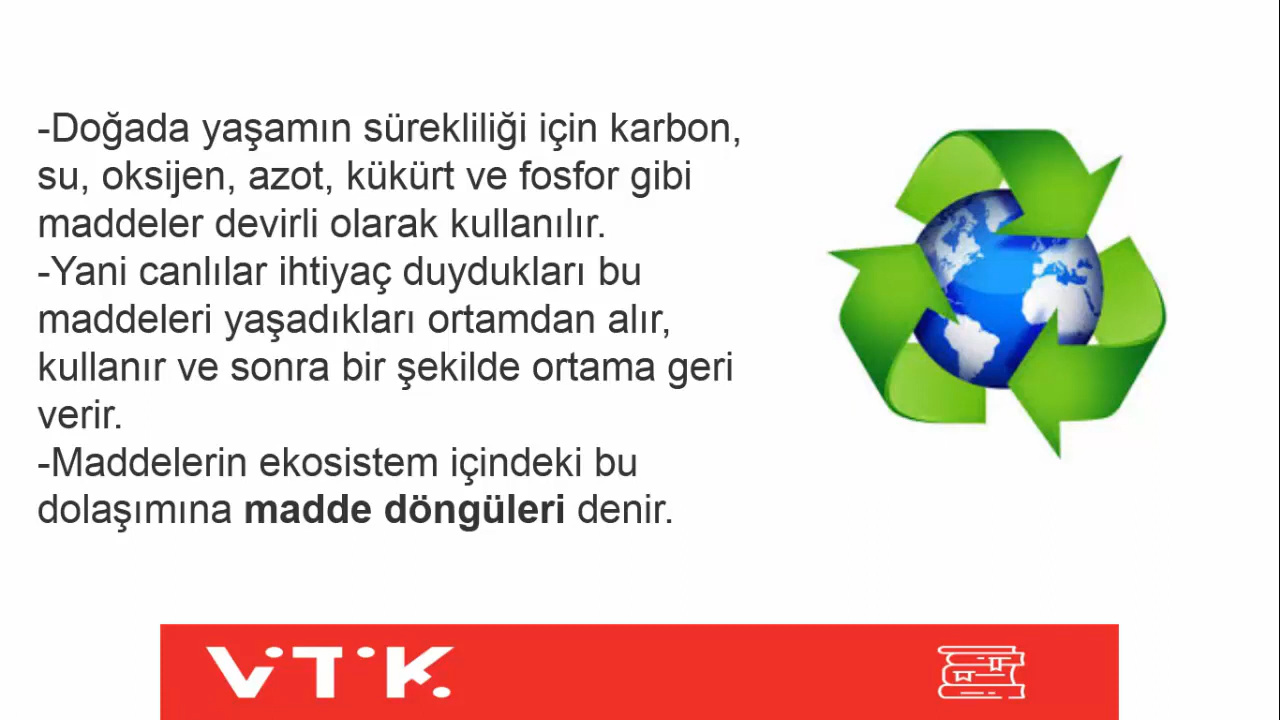 -Doğada yaşamın sürekliliği için karbon,
su, oksijen, azot, kükürt ve fosfor gibi
maddeler devirli olarak kullanılır.
-Yani canlılar ihtiyaç duydukları bu
maddeleri yaşadıkları ortamdan alır,
kullanır ve sonra bir şekilde ortama geri
verir.
-Maddelerin ekosistem içindeki bu
dolaşımına madde döngüleri denir.
ViTiK.